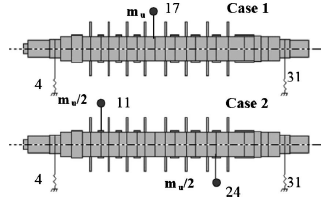 m_u 17 Case 1
4 31
m_u/2 11 Case 2
4 m_u/2 24 31